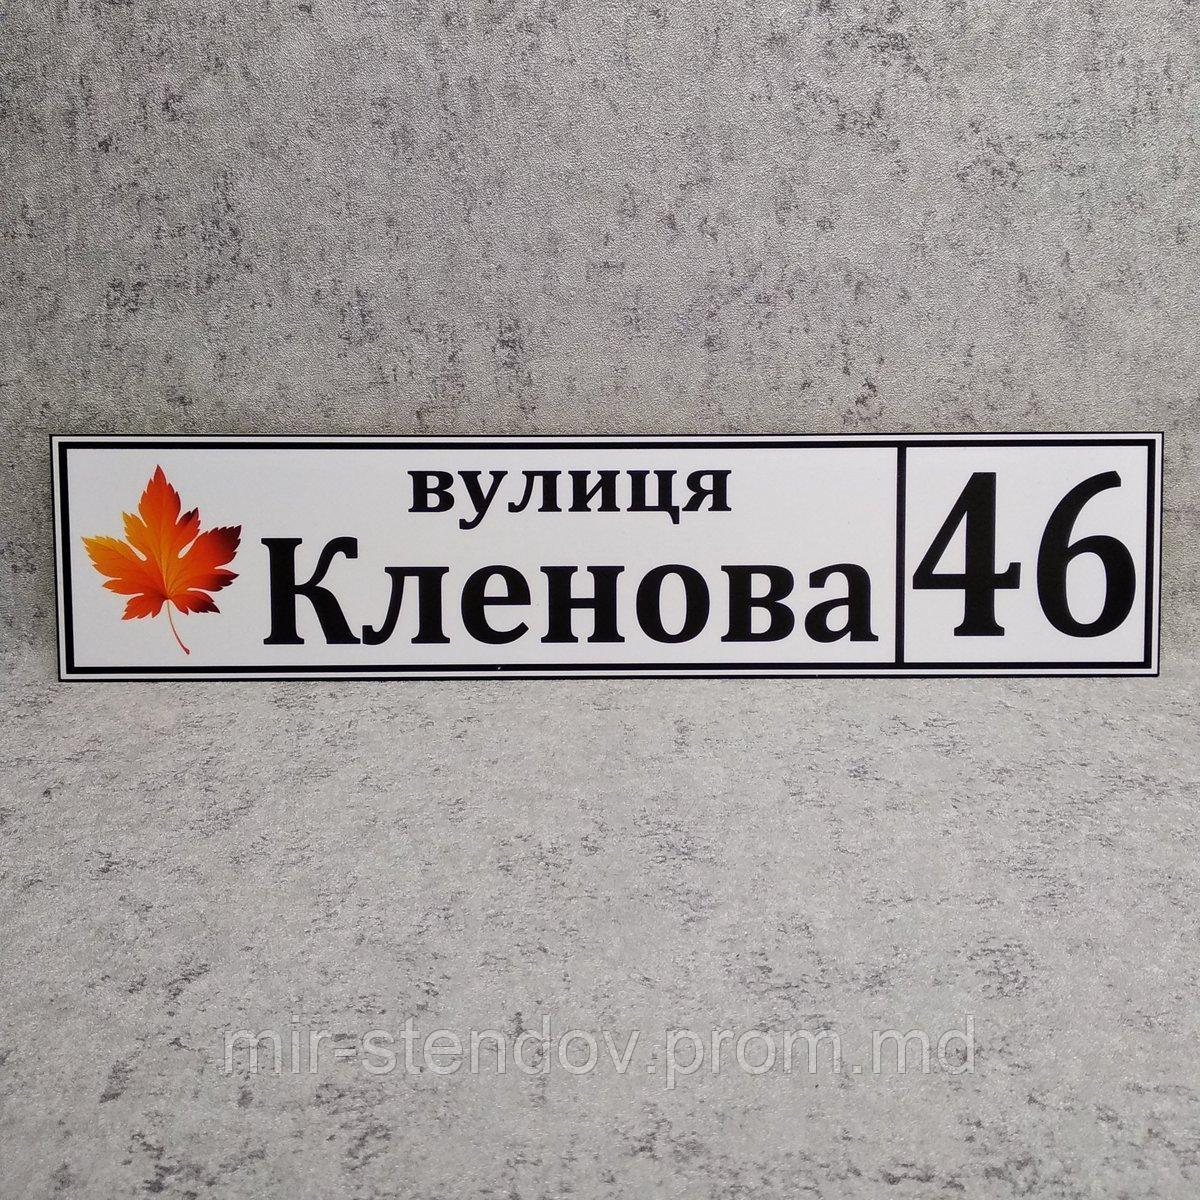 вулиця
Кленова
46
mir-stendov.prom.md